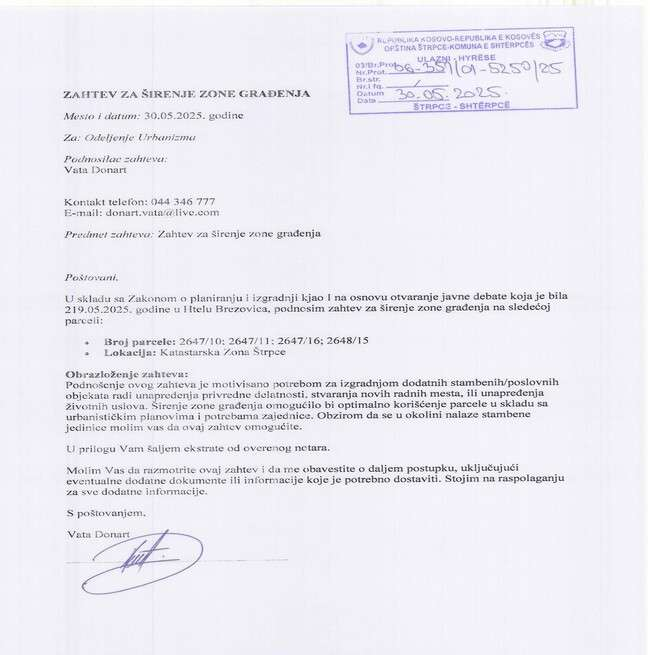 REPUBLIKA KOSOVO-REPUBLIKA E KOSOVËS
OPŠTINA ŠTRPCE-KOMUNA E SHTËRPCËS
ULAZNI - HYRËSE
03/Br.Prot.
Nr.Prot. 06-351/01-5250/25
Br.str.
Nr.i fq. /
Datum
Data 30.05.2025.
ŠTRPCE - SHTËRPCË
ZAHTEV ZA ŠIRENJE ZONE GRAĐENJA
Mesto i datum: 30.05.2025. godine
Za: Odeljenje Urbanizma
Podnosilac zahteva:
Vata Donart
Kontakt telefon: 044 346 777
E-mail: donart.vata@live.com
Predmet zahteva: Zahtev za širenje zone građenja
Poštovani,
U skladu sa Zakonom o planiranju i izgradnji kjao I na osnovu otvaranje javne debate koja je bila
219.05.2025. godine u Htelu Brezovica, podnosim zahtev za širenje zone građenja na sledećoj
parceli:
• Broj parcele: 2647/10; 2647/11; 2647/16; 2648/15
• Lokacija: Katastarska Zona Štrpce
Obrazloženje zahteva:
Podnošenje ovog zahteva je motivisano potrebom za izgradnjom dodatnih stambenih/poslovnih
objekata radi unapređenja privredne delatnosti, stvaranja novih radnih mesta, ili unapređenja
životnih uslova. Širenje zone građenja omogućilo bi optimalno korišćenje parcele u skladu sa
urbanističkim planovima i potrebama zajednice. Obzirom da se u okolini nalaze stambene
jedinice molim vas da ovaj zahtev omogućite.
U prilogu Vam šaljem ekstrate od overenog notara.
Molim Vas da razmotrite ovaj zahtev i da me obavestite o daljem postupku, uključujući
eventualne dodatne dokumente ili informacije koje je potrebno dostaviti. Stojim na raspolaganju
za sve dodatne informacije.
S poštovanjem,
Vata Donart